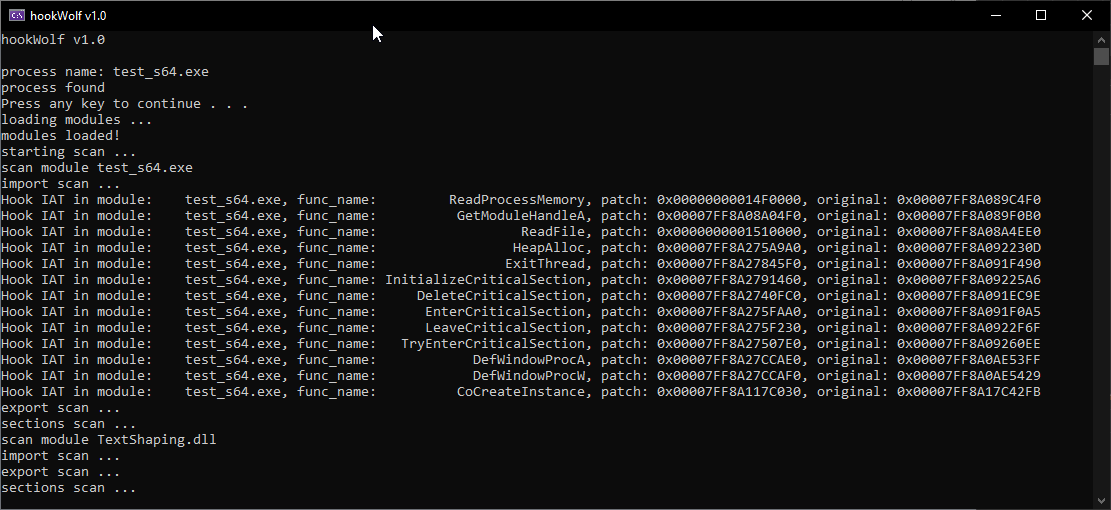 hookWolf v1.0
hookWolf v1.0
process name: test_s64.exe
process found
Press any key to continue . . .
loading modules ...
modules loaded!
starting scan ...
scan module test_s64.exe
import scan ...
Hook IAT in module:    test_s64.exe, func_name:         ReadProcessMemory, patch: 0x00000000014F0000, original: 0x00007FF8A089C4F0
Hook IAT in module:    test_s64.exe, func_name:          GetModuleHandleA, patch: 0x00007FF8A08A04F0, original: 0x00007FF8A089F0B0
Hook IAT in module:    test_s64.exe, func_name:                  ReadFile, patch: 0x0000000001510000, original: 0x00007FF8A08A4EE0
Hook IAT in module:    test_s64.exe, func_name:                 HeapAlloc, patch: 0x00007FF8A275A9A0, original: 0x00007FF8A092230D
Hook IAT in module:    test_s64.exe, func_name:                ExitThread, patch: 0x00007FF8A27845F0, original: 0x00007FF8A091F490
Hook IAT in module:    test_s64.exe, func_name: InitializeCriticalSection, patch: 0x00007FF8A2791460, original: 0x00007FF8A09225A6
Hook IAT in module:    test_s64.exe, func_name:     DeleteCriticalSection, patch: 0x00007FF8A2740FC0, original: 0x00007FF8A091EC9E
Hook IAT in module:    test_s64.exe, func_name:      EnterCriticalSection, patch: 0x00007FF8A275FAA0, original: 0x00007FF8A091F0A5
Hook IAT in module:    test_s64.exe, func_name:      LeaveCriticalSection, patch: 0x00007FF8A275F230, original: 0x00007FF8A0922F6F
Hook IAT in module:    test_s64.exe, func_name:   TryEnterCriticalSection, patch: 0x00007FF8A27507E0, original: 0x00007FF8A09260EE
Hook IAT in module:    test_s64.exe, func_name:            DefWindowProcA, patch: 0x00007FF8A27CCAE0, original: 0x00007FF8A0AE53FF
Hook IAT in module:    test_s64.exe, func_name:            DefWindowProcW, patch: 0x00007FF8A27CCAF0, original: 0x00007FF8A0AE5429
Hook IAT in module:    test_s64.exe, func_name:          CoCreateInstance, patch: 0x00007FF8A117C030, original: 0x00007FF8A17C42FB
export scan ...
sections scan ...
scan module TextShaping.dll
import scan ...
export scan ...
sections scan ...